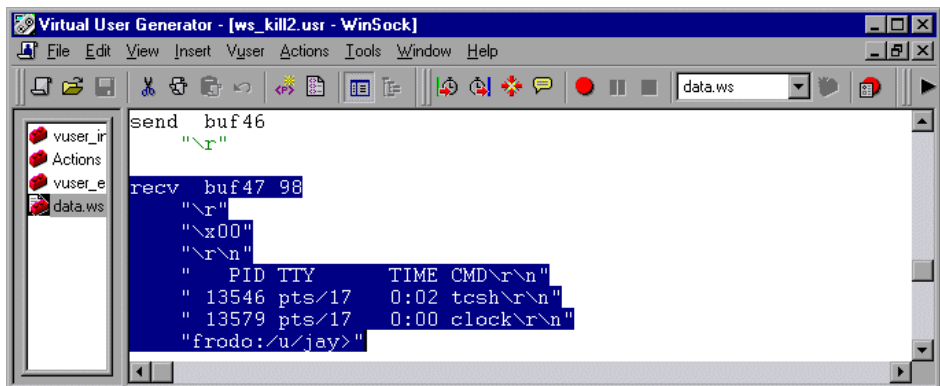 Virtual User Generator - [ws_kill2.usr - WinSock]
File Edit View Insert Vuser Actions Tools Window Help
data.ws
vuser_in
Actions
vuser_e
data.ws
send buf46
"\r"
recv buf47 98
"\r"
"\x00"
"\r\n"
"   PID TTY      TIME CMD\r\n"
" 13546 pts/17   0:02 tcsh\r\n"
" 13579 pts/17   0:00 clock\r\n"
"frodo:/u/jay>"